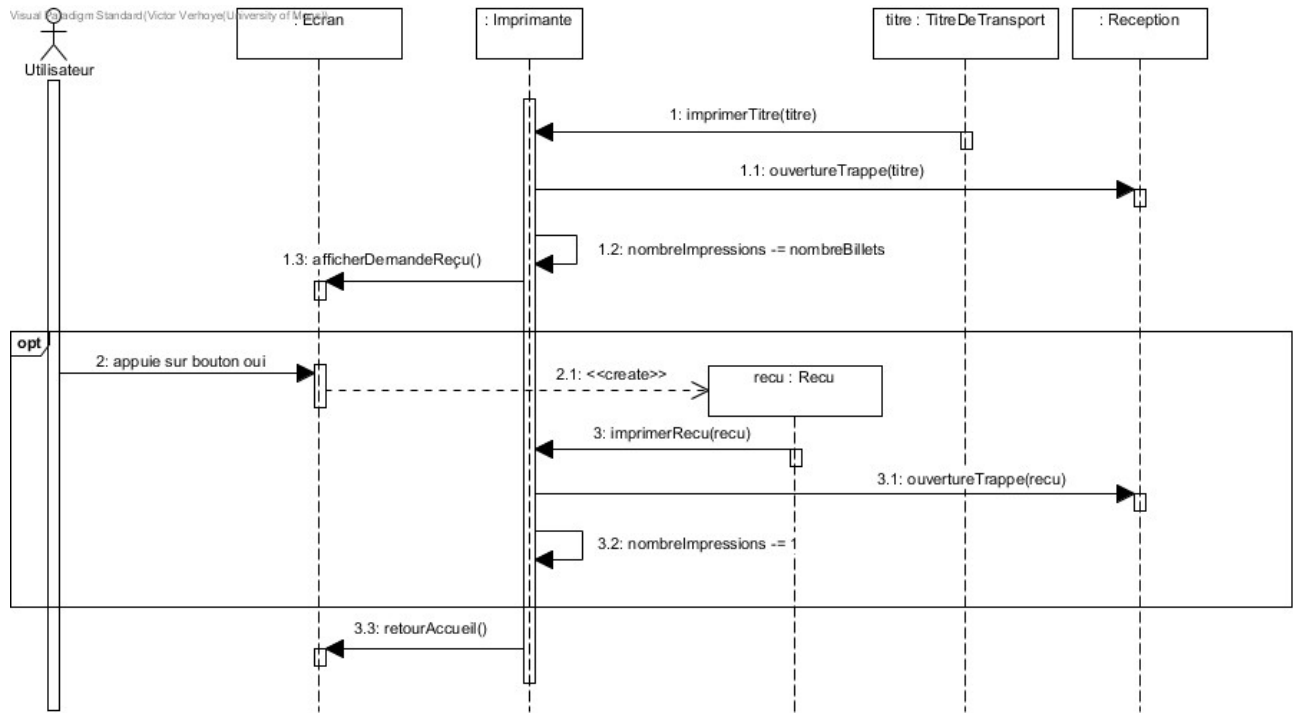 Visual Paradigm Standard(Victor Verhoye(University of Mons))
: Ecran
: Imprimante
titre : TitreDeTransport
: Reception
Utilisateur
1: imprimerTitre(titre)
1.1: ouvertureTrappe(titre)
1.2: nombreImpressions -= nombreBillets
1.3: afficherDemandeReçu()
opt
2: appuie sur bouton oui
2.1: <<create>>
recu : Recu
3: imprimerRecu(recu)
3.1: ouvertureTrappe(recu)
3.2: nombreImpressions -= 1
3.3: retourAccueil()